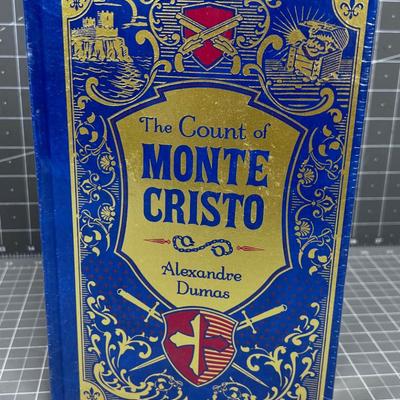 The Count of
MONTE
CRISTO
Alexandre
Dumas